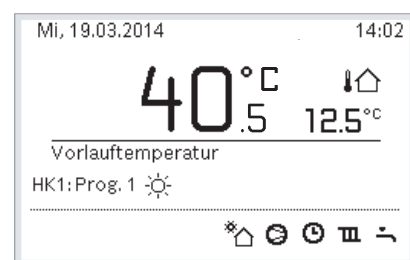 Mi, 19.03.2014 14:02
40.5 °C
12.5°C
Vorlauftemperatur
HK1: Prog. 1